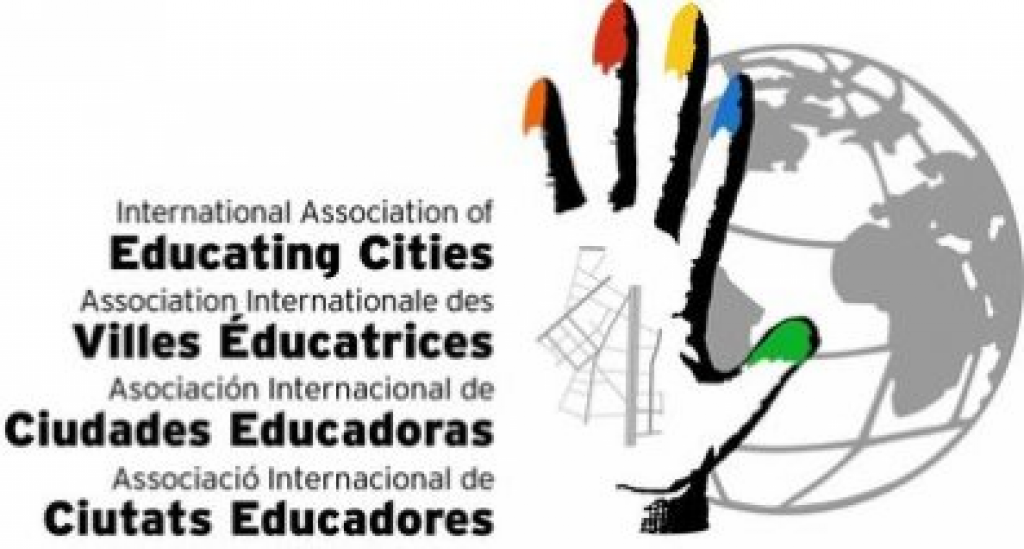 International Association of
Educating Cities
Association Internationale des
Villes Éducatrices
Asociación Internacional de
Ciudades Educadoras
Associació Internacional de
Ciutats Educadores